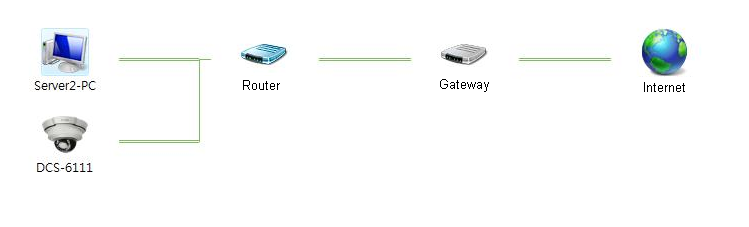 Server2-PC
Router
Gateway
Internet
DCS-6111